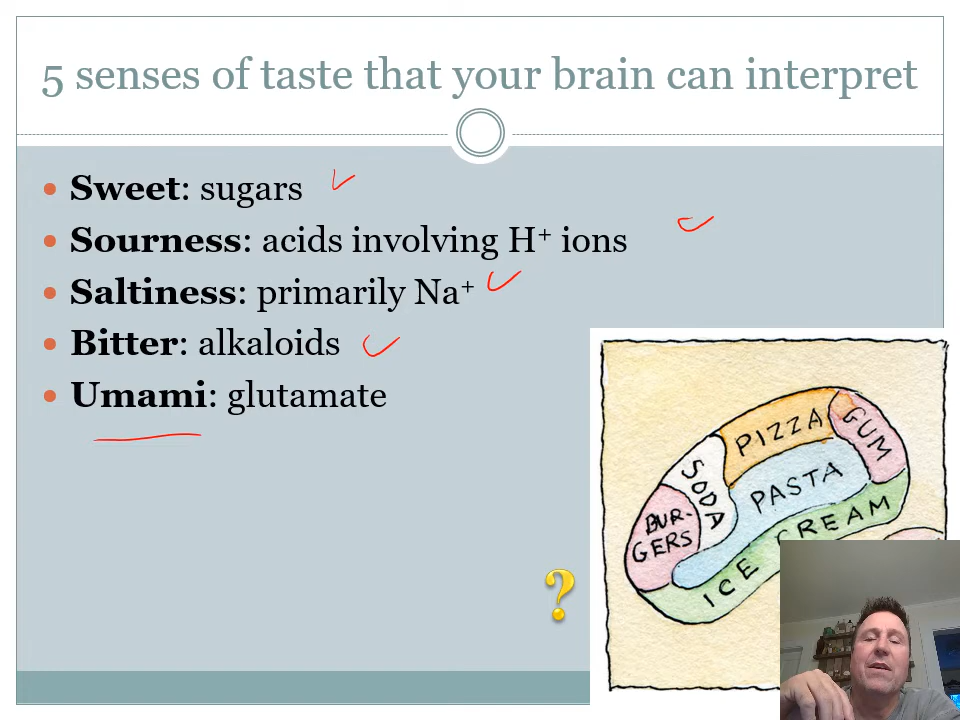 5 senses of taste that your brain can interpret
• Sweet: sugars
• Sourness: acids involving H⁺ ions
• Saltiness: primarily Na⁺
• Bitter: alkaloids
• Umami: glutamate
PIZZA
GUM
SODA
PASTA
BUR-
GERS
ICE CREAM
?